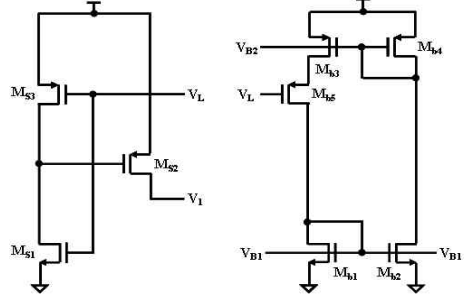 V_B2
M_b4
M_b3
M_S3
V_L
V_L
M_b5
M_S2
V_1
M_S1
V_B1
V_B1
M_b1
M_b2